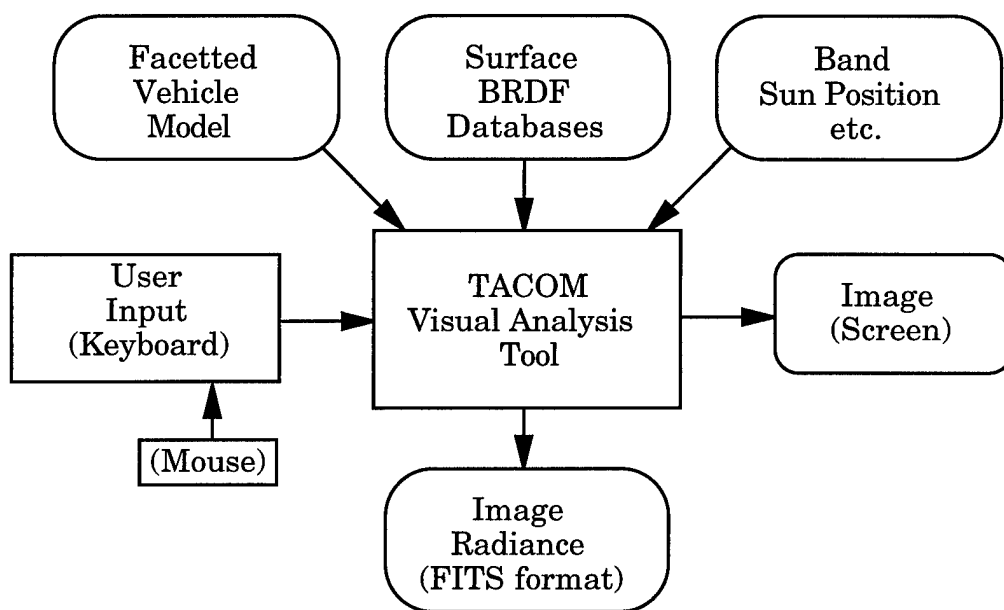 Facetted
Vehicle
Model
Surface
BRDF
Databases
Band
Sun Position
etc.
User
Input
(Keyboard)
TACOM
Visual Analysis
Tool
Image
(Screen)
(Mouse)
Image
Radiance
(FITS format)